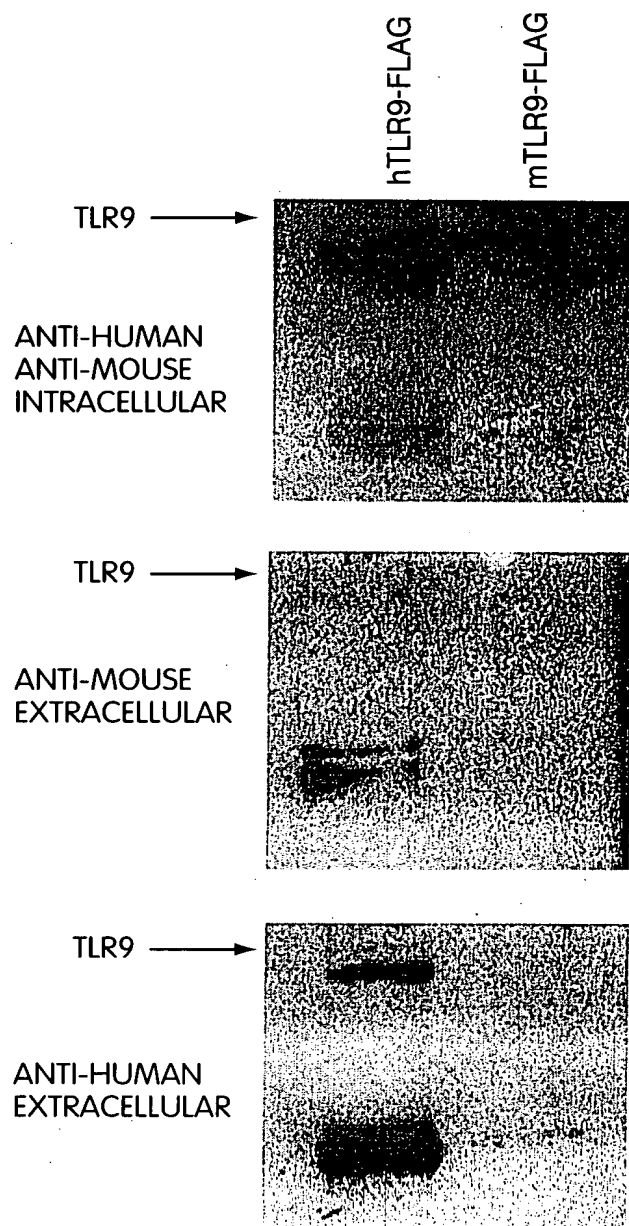 hTLR9-FLAG
mTLR9-FLAG
TLR9
ANTI-HUMAN
ANTI-MOUSE
INTRACELLULAR
TLR9
ANTI-MOUSE
EXTRACELLULAR
TLR9
ANTI-HUMAN
EXTRACELLULAR